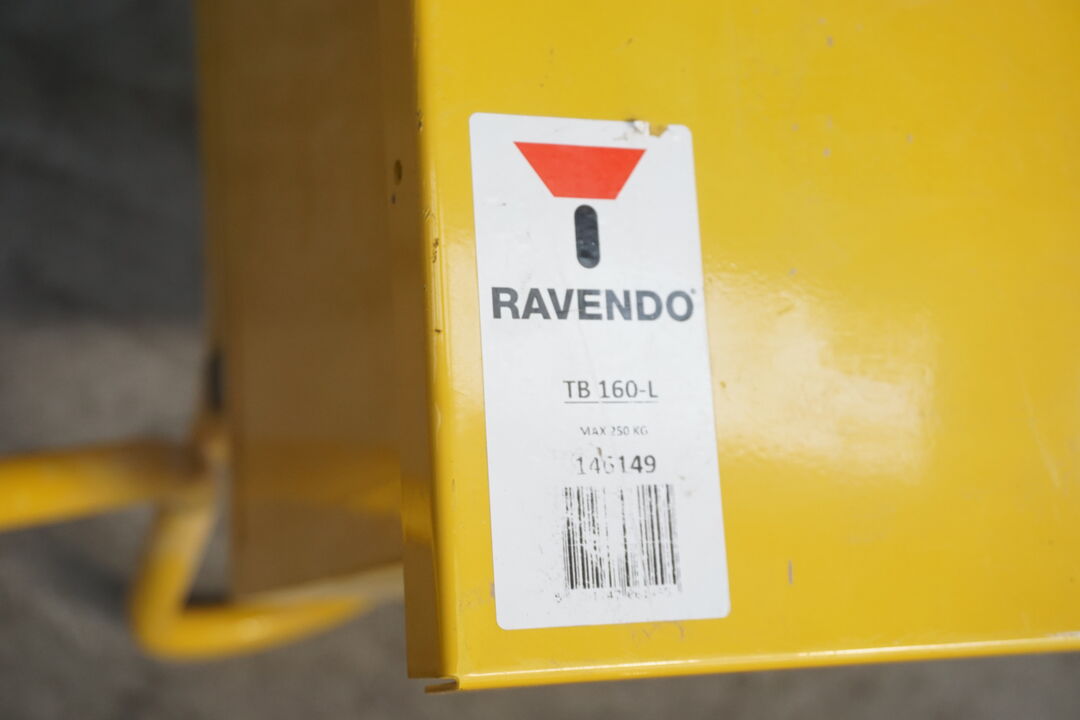 RAVENDO
TB 160-L
MAX 250 KG
146149